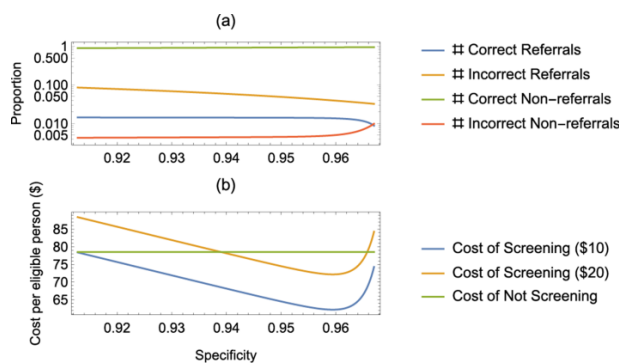 (a)
Proportion
1
0.500
0.100
0.050
0.010
0.005
0.92 0.93 0.94 0.95 0.96
# Correct Referrals
# Incorrect Referrals
# Correct Non-referrals
# Incorrect Non-referrals
(b)
Cost per eligible person ($)
85
80
75
70
65
0.92 0.93 0.94 0.95 0.96
Specificity
Cost of Screening ($10)
Cost of Screening ($20)
Cost of Not Screening